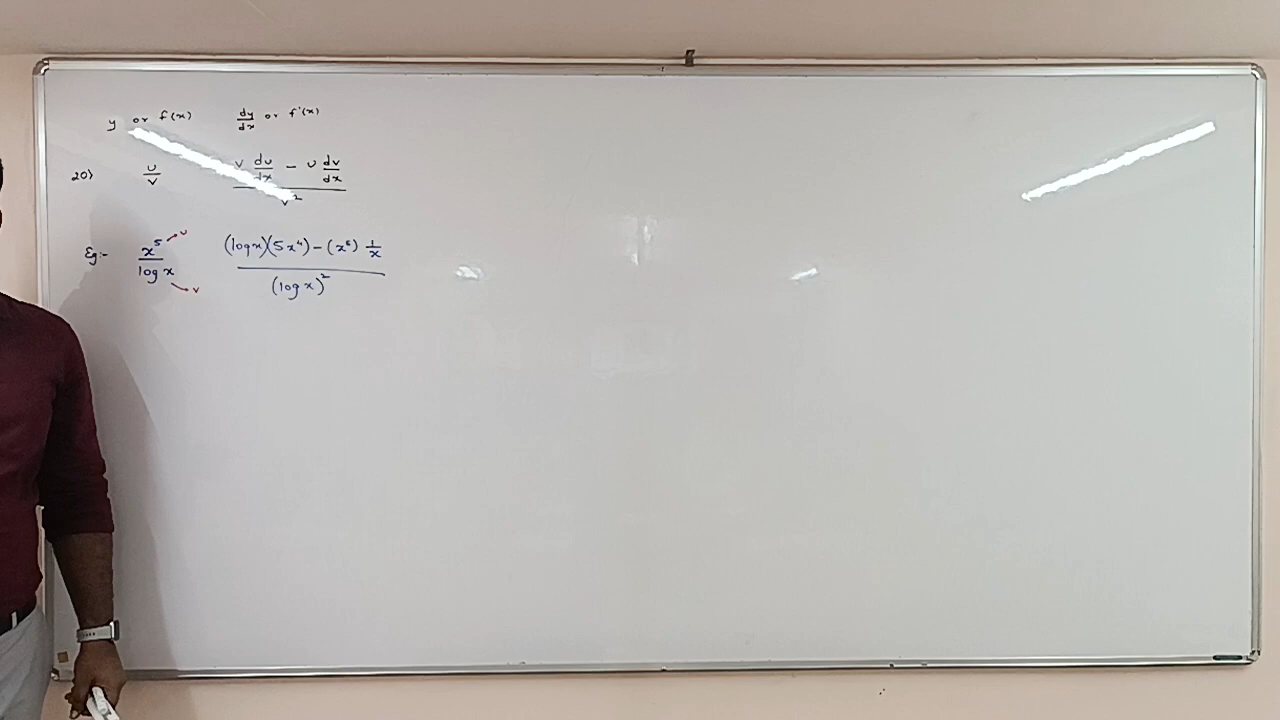 y or f(x) dy/dx or f'(x)
20) u/v (v du/dx - u dv/dx)/v²
Eg:- x⁵/log x → u → v ((log x)(5x⁴) - (x⁵) 1/x)/(log x)²